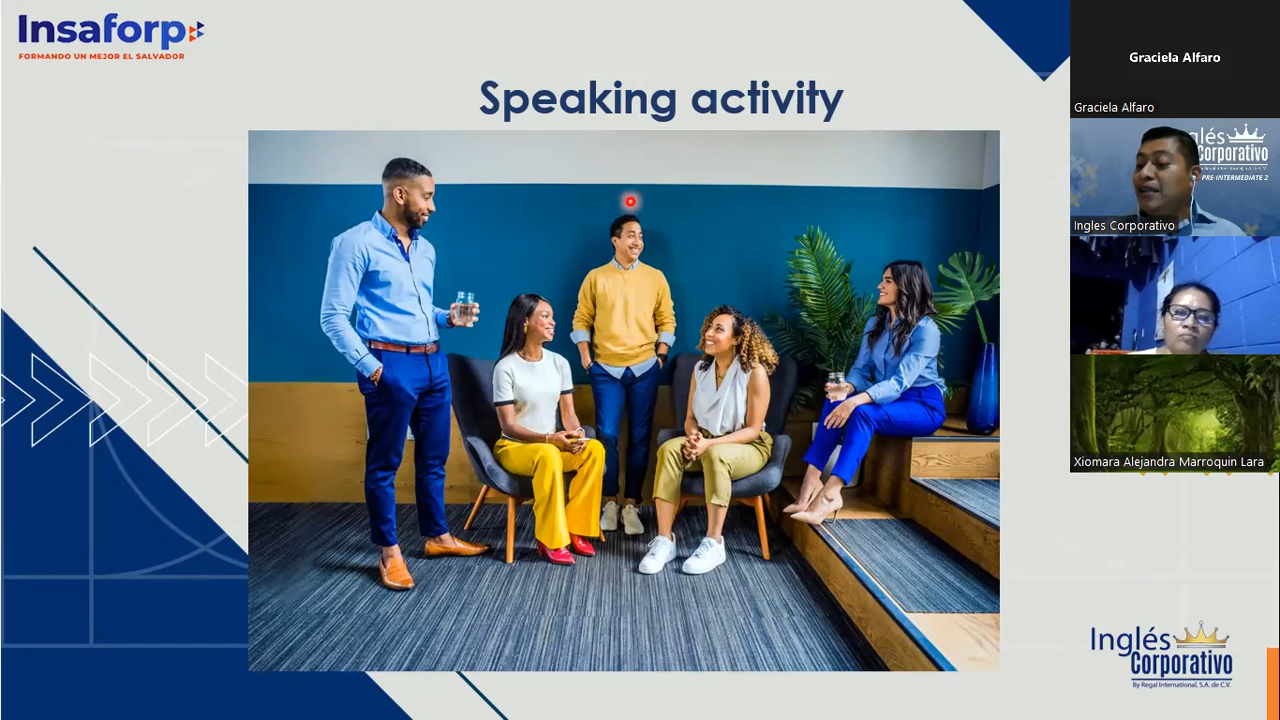 Insaforp
FORMANDO UN MEJOR EL SALVADOR
Speaking activity
Graciela Alfaro
Graciela Alfaro
glés
Corporativo
PRE-INTERMEDIATE 2
Ingles Corporativo
Xiomara Alejandra Marroquin Lara
Inglés
Corporativo
By Regal International, S.A. de C.V.